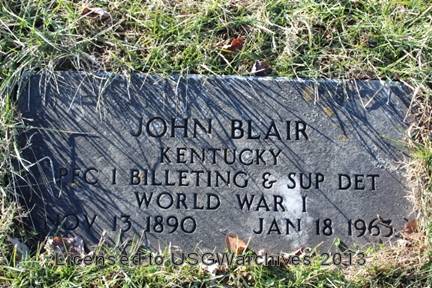 JOHN BLAIR
KENTUCKY
PFC 1 BILLETING & SUP DET
WORLD WAR I
NOV 13 1890 JAN 18 1963
Licensed to USGWarchives 2013